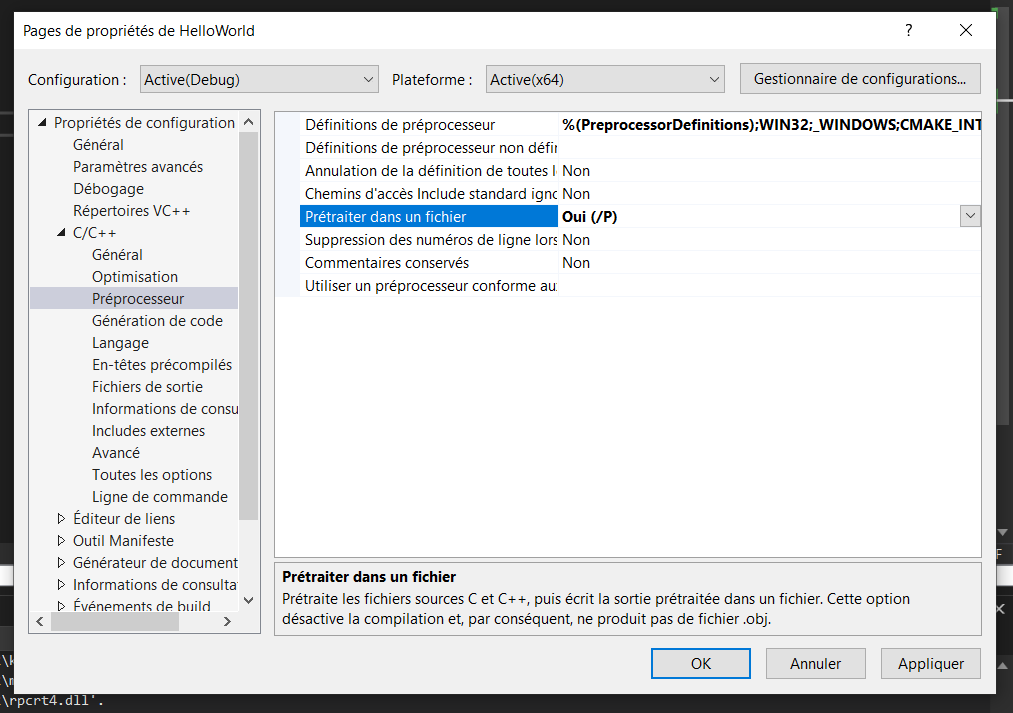 Pages de propriétés de HelloWorld
?
Configuration : Active(Debug) Plateforme : Active(x64) Gestionnaire de configurations...
Propriétés de configuration
Général
Paramètres avancés
Débogage
Répertoires VC++
C/C++
Général
Optimisation
Préprocesseur
Génération de code
Langage
En-têtes précompilés
Fichiers de sortie
Informations de consu
Includes externes
Avancé
Toutes les options
Ligne de commande
Éditeur de liens
Outil Manifeste
Générateur de document
Informations de consulta
Événements de build
Définitions de préprocesseur %(PreprocessorDefinitions);WIN32;_WINDOWS;CMAKE_INT
Définitions de préprocesseur non défin
Annulation de la définition de toutes l Non
Chemins d'accès Include standard igno Non
Prétraiter dans un fichier Oui (/P)
Suppression des numéros de ligne lors Non
Commentaires conservés Non
Utiliser un préprocesseur conforme au
Prétraiter dans un fichier
Prétraite les fichiers sources C et C++, puis écrit la sortie prétraitée dans un fichier. Cette option
désactive la compilation et, par conséquent, ne produit pas de fichier .obj.
OK Annuler Appliquer
\rpcrt4.dll'.